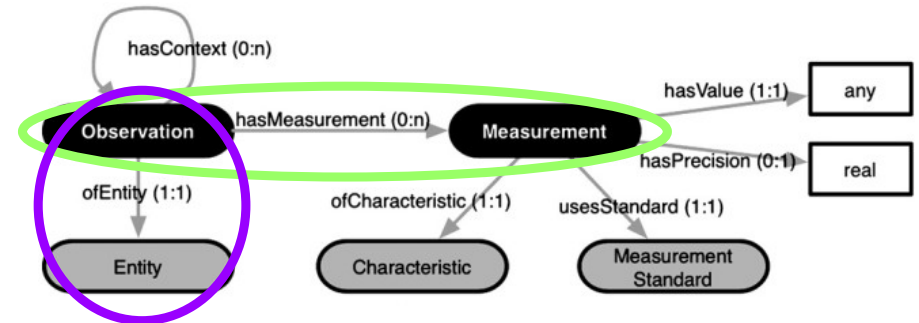 hasContext (0:n)
hasValue (1:1)
any
Observation
hasMeasurement (0:n)
Measurement
hasPrecision (0:1)
real
ofEntity (1:1)
ofCharacteristic (1:1)
usesStandard (1:1)
Entity
Characteristic
Measurement
Standard